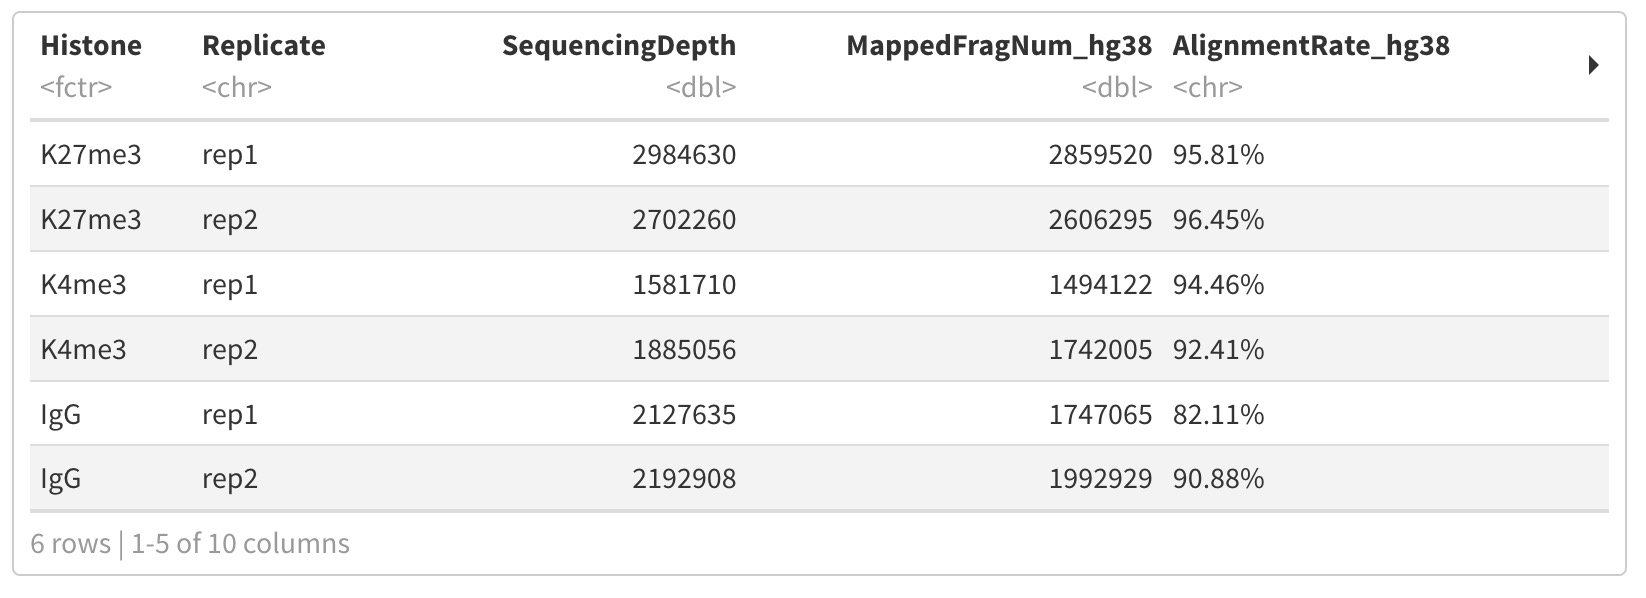 Histone Replicate SequencingDepth MappedFragNum_hg38 AlignmentRate_hg38
<fctr> <chr> <dbl> <dbl> <chr>
K27me3 rep1 2984630 2859520 95.81%
K27me3 rep2 2702260 2606295 96.45%
K4me3 rep1 1581710 1494122 94.46%
K4me3 rep2 1885056 1742005 92.41%
IgG rep1 2127635 1747065 82.11%
IgG rep2 2192908 1992929 90.88%
6 rows | 1-5 of 10 columns